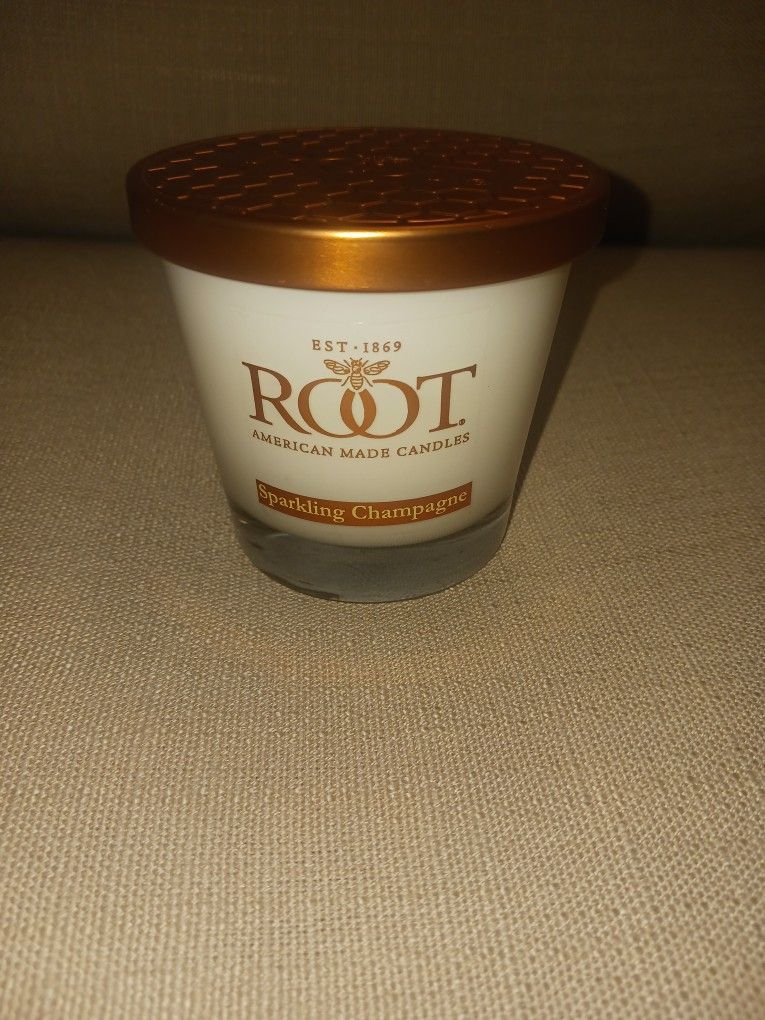 EST · 1869
ROOT®
AMERICAN MADE CANDLES
Sparkling Champagne